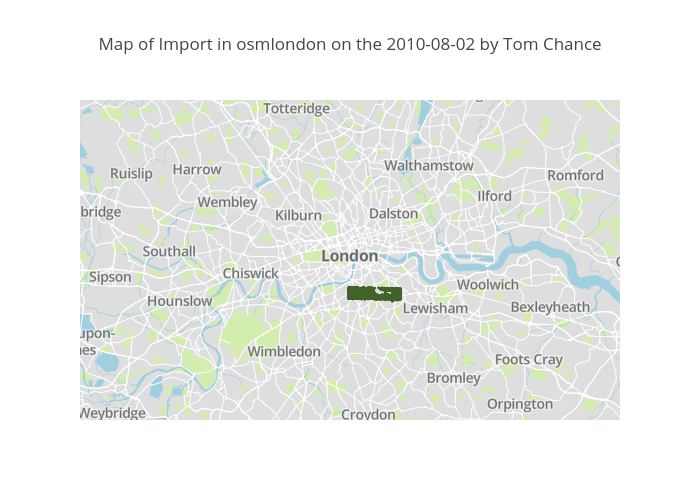 Map of Import in osmlondon on the 2010-08-02 by Tom Chance
Totteridge
Walthamstow
Ruislip
Harrow
Romford
Ilford
Wembley
bridge
Kilburn
Dalston
Southall
London
Chiswick
Sipson
Woolwich
Hounslow
Lewisham
Bexleyheath
upon-
nes
Wimbledon
Foots Cray
Bromley
Orpington
Weybridge
Croydon